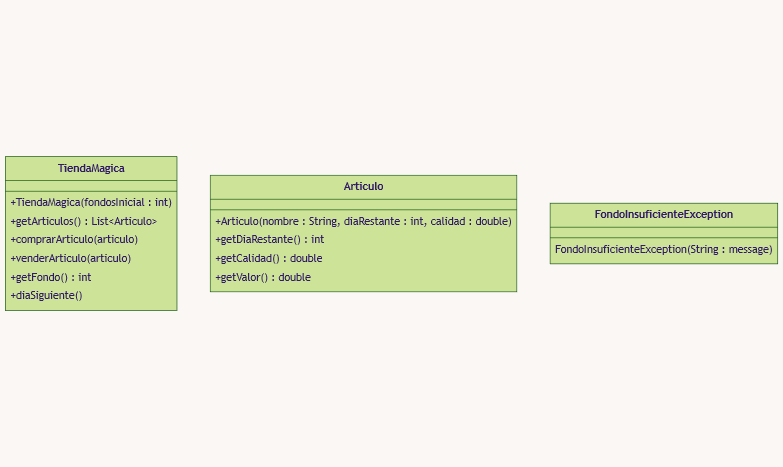 TiendaMagica
+TiendaMagica(fondosInicial : int)
+getArticulos() : List<Articulo>
+comprarArticulo(articulo)
+venderArticulo(articulo)
+getFondo() : int
+diaSiguiente()
Articulo
+Articulo(nombre : String, diaRestante : int, calidad : double)
+getDiaRestante() : int
+getCalidad() : double
+getValor() : double
FondoInsuficienteException
FondoInsuficienteException(String : message)